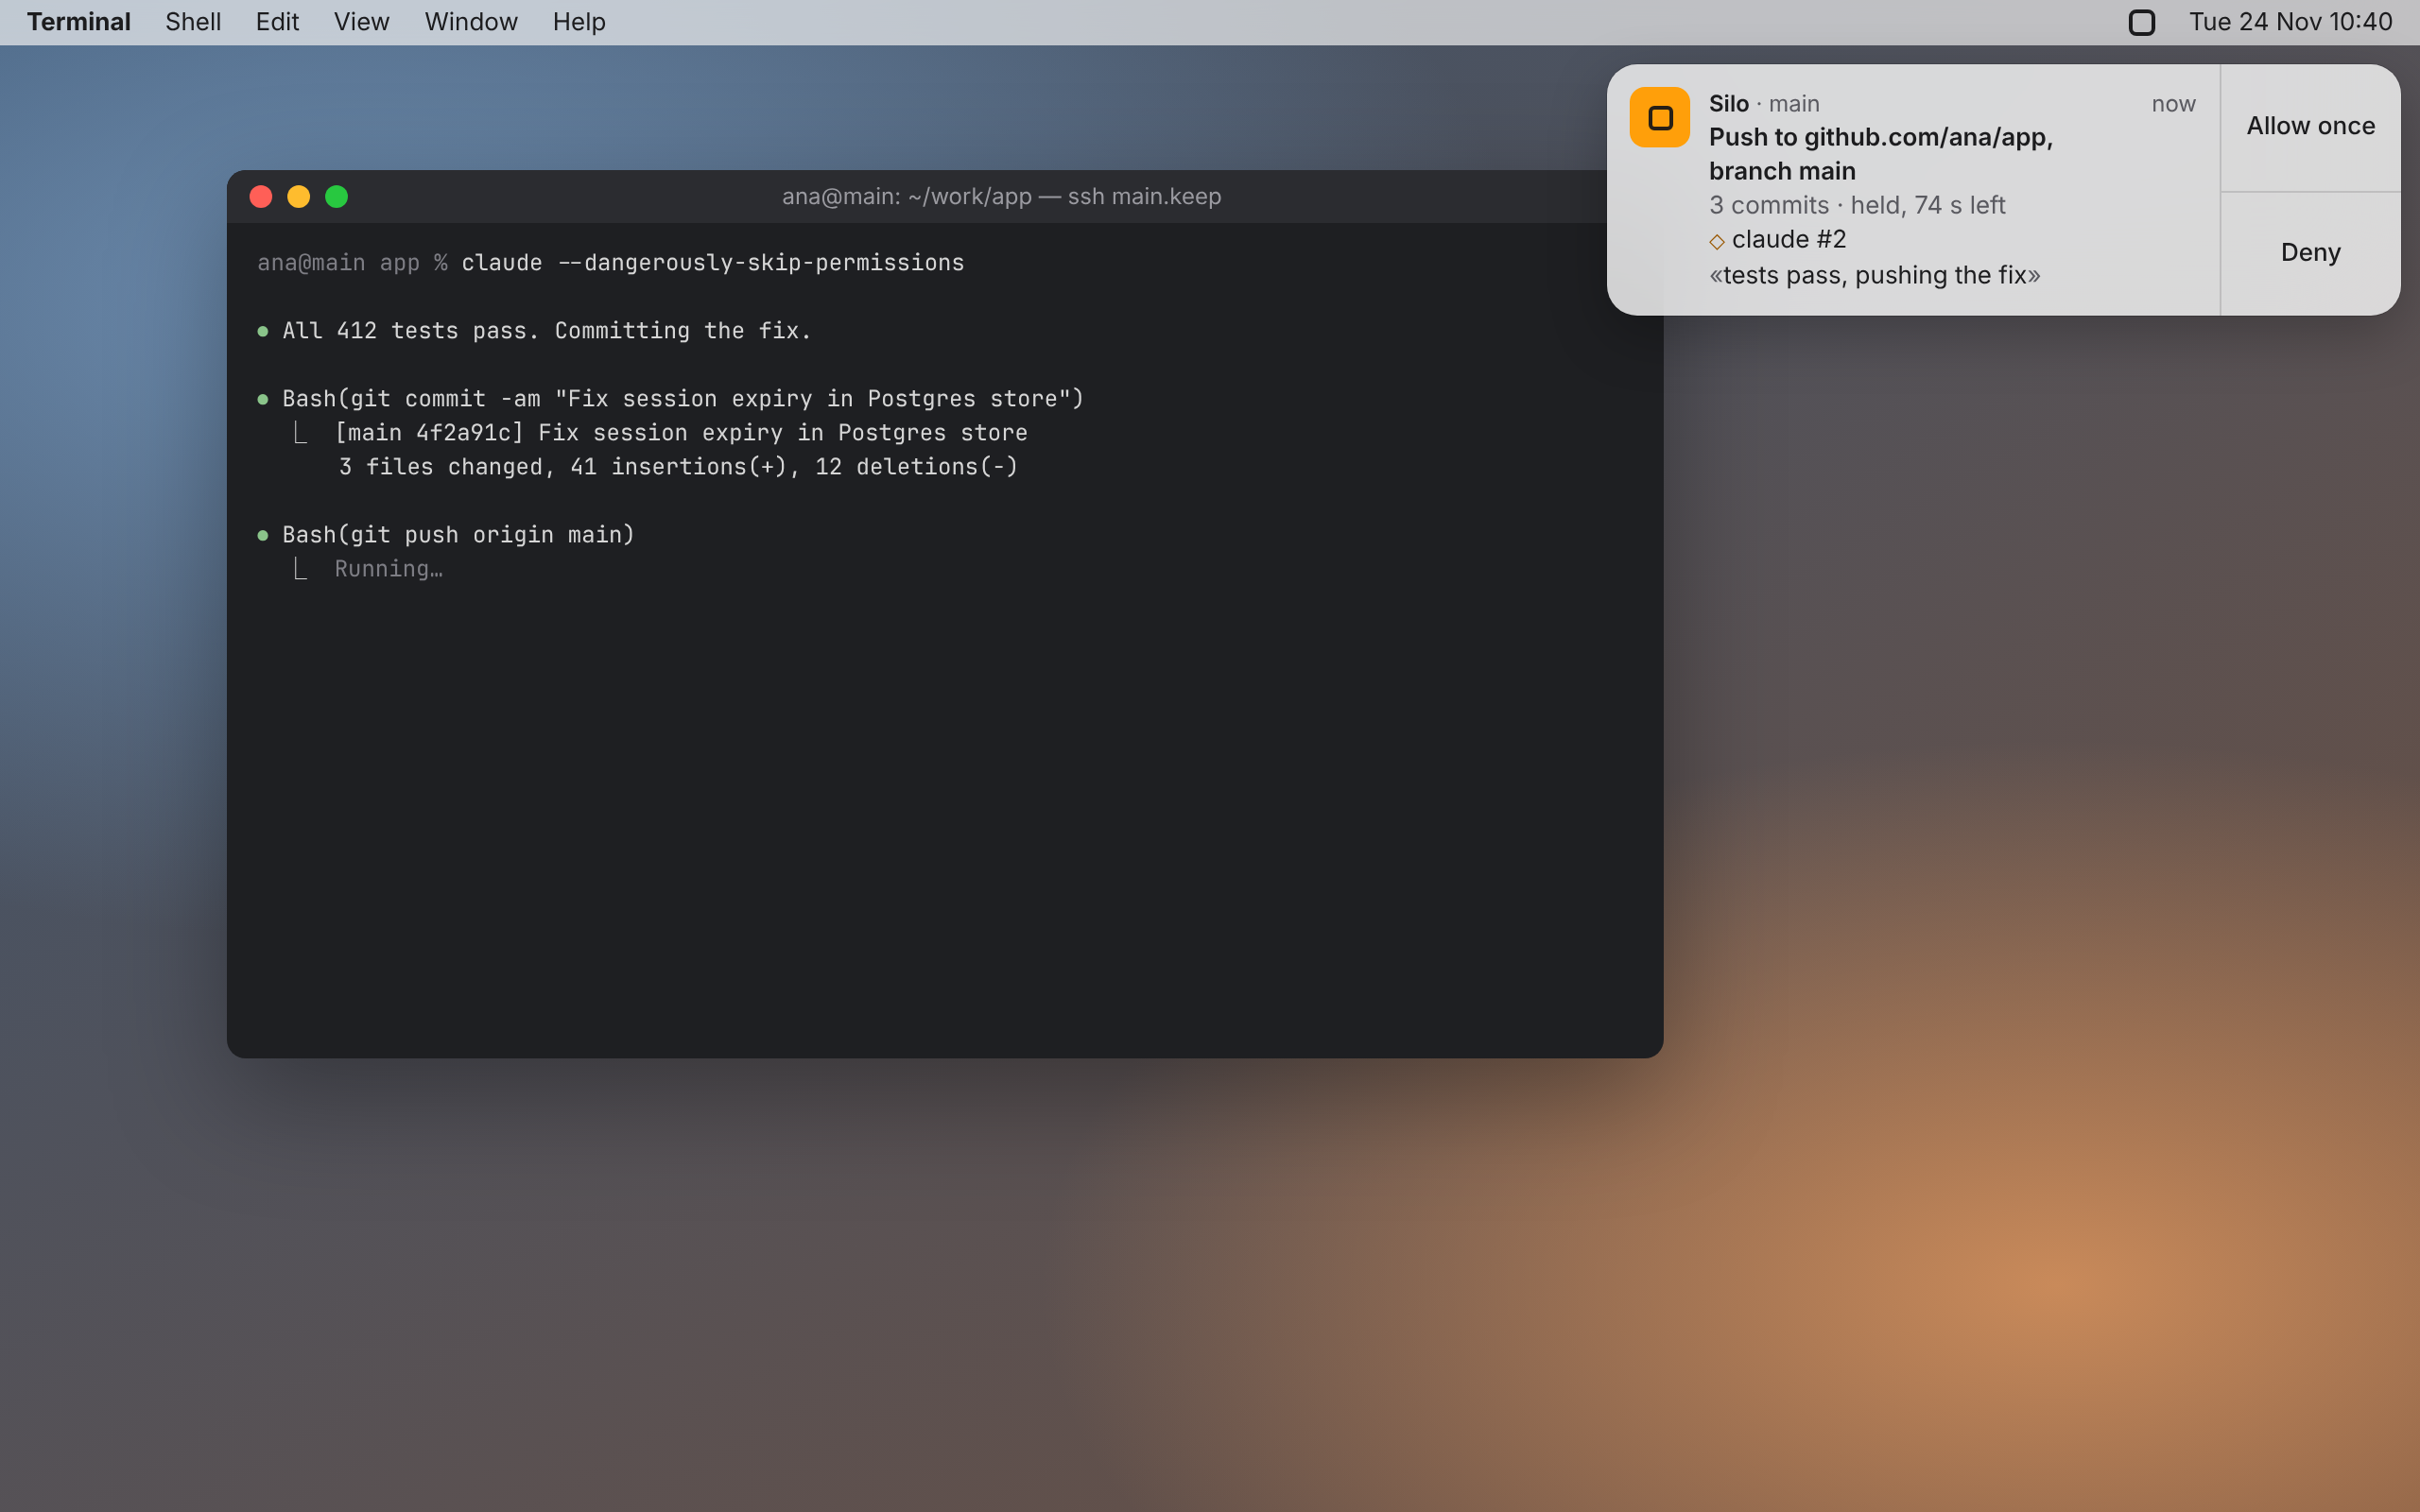 Terminal Shell Edit View Window Help Tue 24 Nov 10:40
Silo · main now
Push to github.com/ana/app,
branch main
3 commits · held, 74 s left
◇ claude #2
«tests pass, pushing the fix»
Allow once
Deny
ana@main: ~/work/app — ssh main.keep
ana@main app % claude --dangerously-skip-permissions
● All 412 tests pass. Committing the fix.
● Bash(git commit -am "Fix session expiry in Postgres store")
⎿ [main 4f2a91c] Fix session expiry in Postgres store
3 files changed, 41 insertions(+), 12 deletions(-)
● Bash(git push origin main)
⎿ Running…